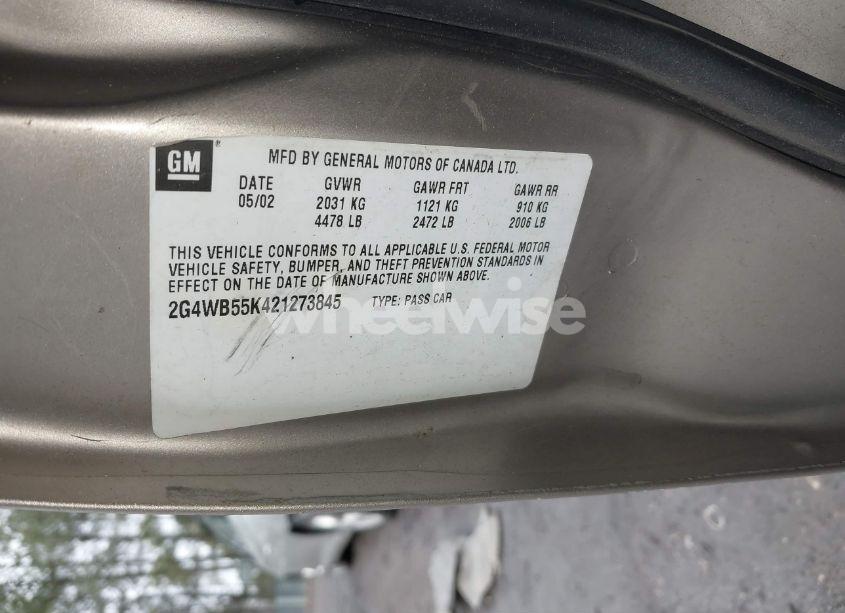 GM
MFD BY GENERAL MOTORS OF CANADA LTD.
DATE GVWR GAWR FRT GAWR RR
05/02 2031 KG 1121 KG 910 KG
4478 LB 2472 LB 2006 LB
THIS VEHICLE CONFORMS TO ALL APPLICABLE U.S. FEDERAL MOTOR
VEHICLE SAFETY, BUMPER, AND THEFT PREVENTION STANDARDS IN
EFFECT ON THE DATE OF MANUFACTURE SHOWN ABOVE.
2G4WB55K421273845 TYPE: PASS CAR
wheelwise